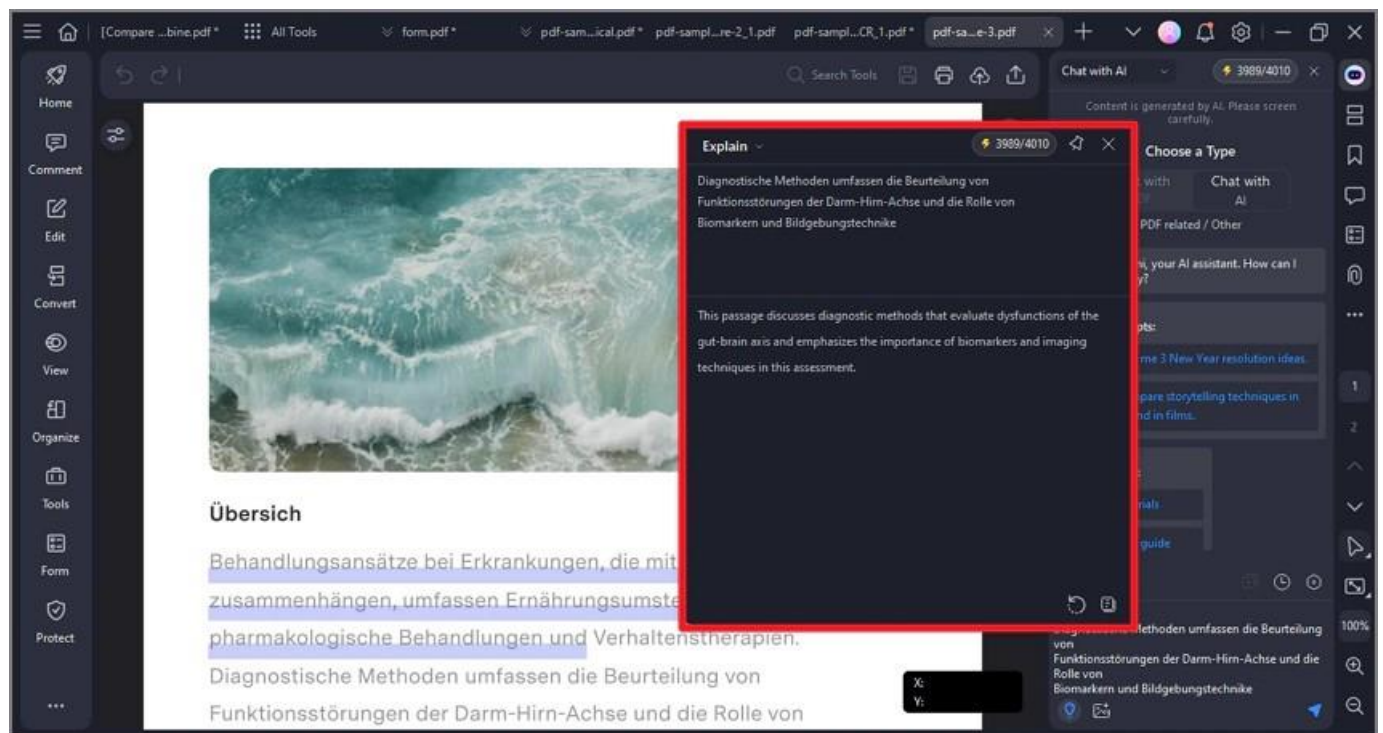 [Compare ...bine.pdf *
All Tools
form.pdf *
pdf-sam...ical.pdf *
pdf-sampl...re-2_1.pdf
pdf-sampl...CR_1.pdf *
pdf-sa...e-3.pdf
Home
Comment
Edit
Convert
View
Organize
Tools
Form
Protect
Search Tools
Übersich
Behandlungsansätze bei Erkrankungen, die mit
zusammenhängen, umfassen Ernährungsumste
pharmakologische Behandlungen und Verhaltenstherapien.
Diagnostische Methoden umfassen die Beurteilung von
Funktionsstörungen der Darm-Hirn-Achse und die Rolle von
X:
Y:
Explain
3989/4010
Diagnostische Methoden umfassen die Beurteilung von
Funktionsstörungen der Darm-Hirn-Achse und die Rolle von
Biomarkern und Bildgebungstechnike
This passage discusses diagnostic methods that evaluate dysfunctions of the
gut-brain axis and emphasizes the importance of biomarkers and imaging
techniques in this assessment.
Chat with AI
3989/4010
Content is generated by AI. Please screen
carefully.
Choose a Type
with
Chat with
AI
PDF related / Other
your AI assistant. How can I
me 3 New Year resolution ideas.
storytelling techniques in
in films.
guide
Methoden umfassen die Beurteilung
von
Funktionsstörungen der Darm-Hirn-Achse und die
Rolle von
Biomarkern und Bildgebungstechnike
1
2
100%